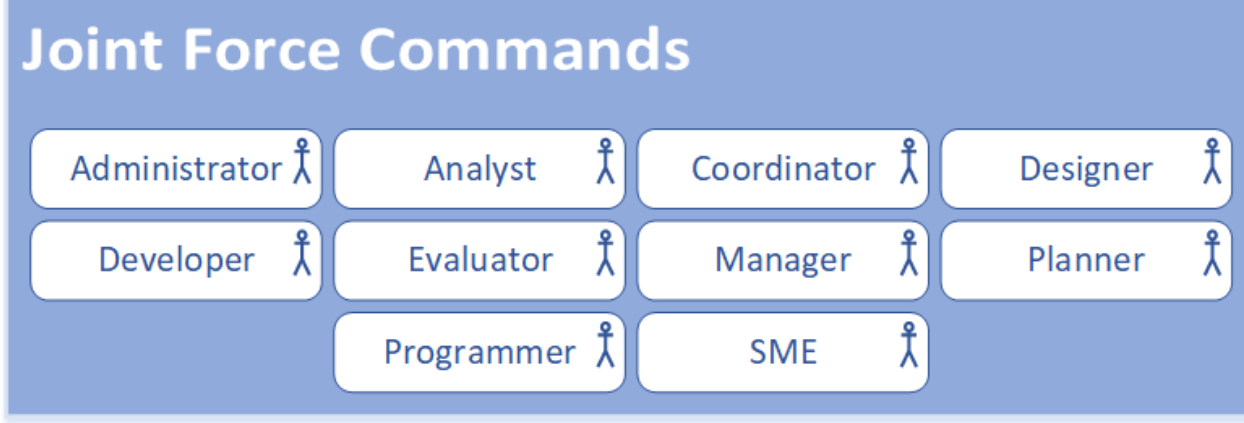 Joint Force Commands
Administrator Analyst Coordinator Designer
Developer Evaluator Manager Planner
Programmer SME